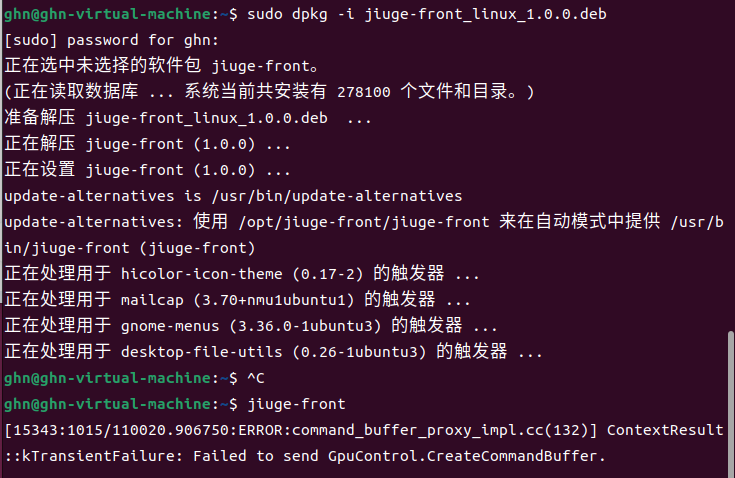 ghn@ghn-virtual-machine:~$ sudo dpkg -i jiuge-front_linux_1.0.0.deb
[sudo] password for ghn:
正在选中未选择的软件包 jiuge-front。
(正在读取数据库 ... 系统当前共安装有 278100 个文件和目录。)
准备解压 jiuge-front_linux_1.0.0.deb  ...
正在解压 jiuge-front (1.0.0) ...
正在设置 jiuge-front (1.0.0) ...
update-alternatives is /usr/bin/update-alternatives
update-alternatives: 使用 /opt/jiuge-front/jiuge-front 来在自动模式中提供 /usr/b
in/jiuge-front (jiuge-front)
正在处理用于 hicolor-icon-theme (0.17-2) 的触发器 ...
正在处理用于 mailcap (3.70+nmu1ubuntu1) 的触发器 ...
正在处理用于 gnome-menus (3.36.0-1ubuntu3) 的触发器 ...
正在处理用于 desktop-file-utils (0.26-1ubuntu3) 的触发器 ...
ghn@ghn-virtual-machine:~$ ^C
ghn@ghn-virtual-machine:~$ jiuge-front
[15343:1015/110020.906750:ERROR:command_buffer_proxy_impl.cc(132)] ContextResult
::kTransientFailure: Failed to send GpuControl.CreateCommandBuffer.